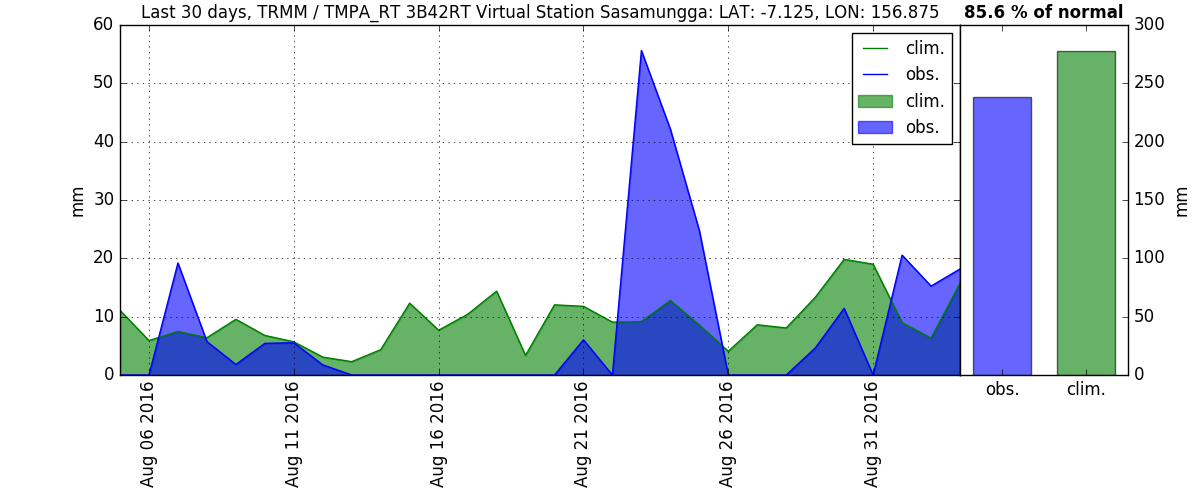 Last 30 days, TRMM / TMPA_RT 3B42RT Virtual Station Sasamungga: LAT: -7.125, LON: 156.875
85.6 % of normal
60
50
40
30
20
10
0
mm
clim.
obs.
clim.
obs.
300
250
200
150
100
50
0
mm
Aug 06 2016
Aug 11 2016
Aug 16 2016
Aug 21 2016
Aug 26 2016
Aug 31 2016
obs.
clim.